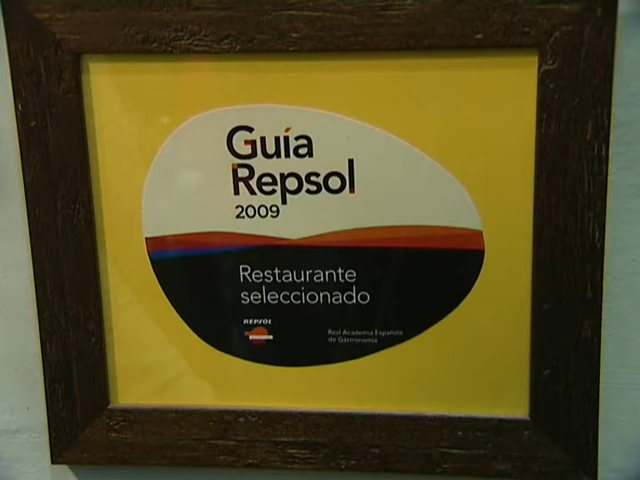 Guía
Repsol
2009
Restaurante
seleccionado
REPSOL
Real Academia Española
de Gastronomía